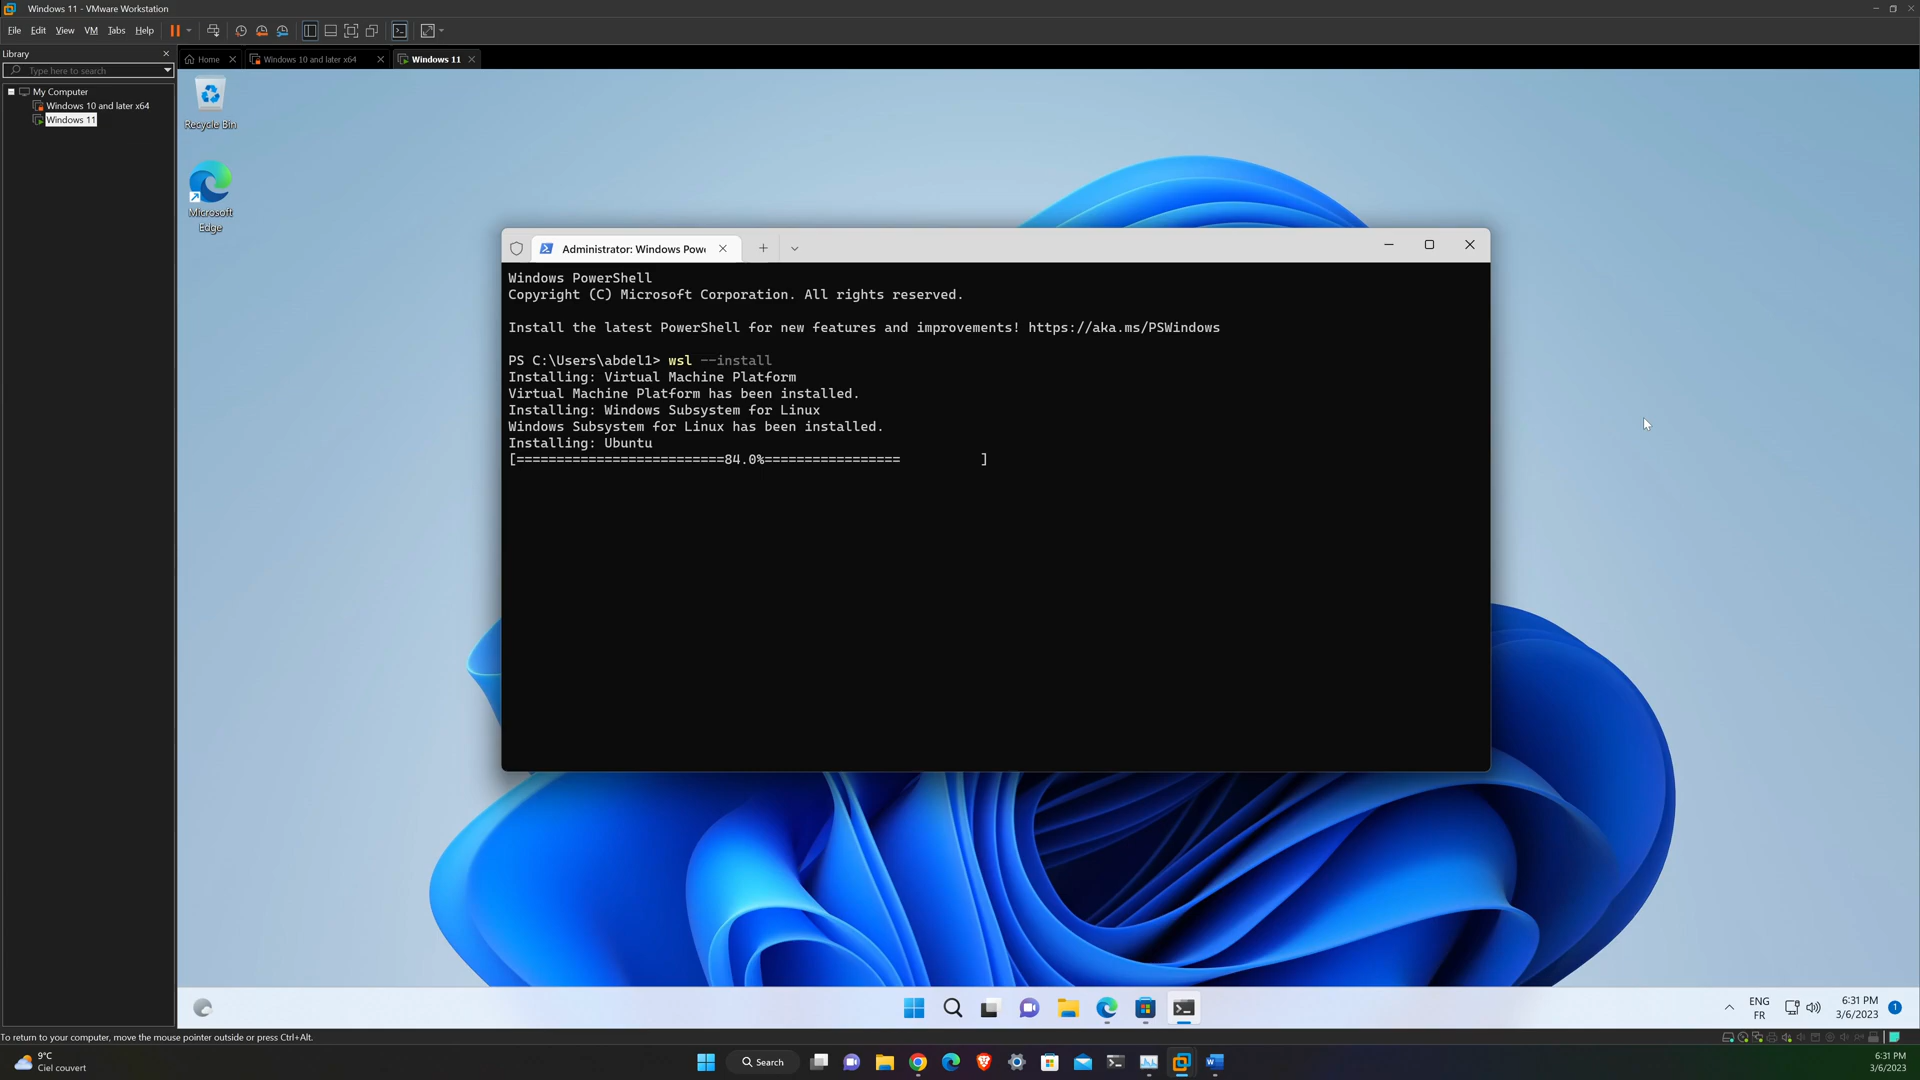 Windows 11 - VMware Workstation
File Edit View VM Tabs Help
Library
Type here to search
My Computer
Windows 10 and later x64
Windows 11
Home
Windows 10 and later x64
Windows 11
Recycle Bin
Microsoft
Edge
Administrator: Windows Pow
Windows PowerShell
Copyright (C) Microsoft Corporation. All rights reserved.
Install the latest PowerShell for new features and improvements! https://aka.ms/PSWindows
PS C:\Users\abdel1> wsl --install
Installing: Virtual Machine Platform
Virtual Machine Platform has been installed.
Installing: Windows Subsystem for Linux
Windows Subsystem for Linux has been installed.
Installing: Ubuntu
[==========================84.0%================= ]
ENG
FR
6:31 PM
3/6/2023
1
To return to your computer, move the mouse pointer outside or press Ctrl+Alt.
9°C
Ciel couvert
Search
6:31 PM
3/6/2023